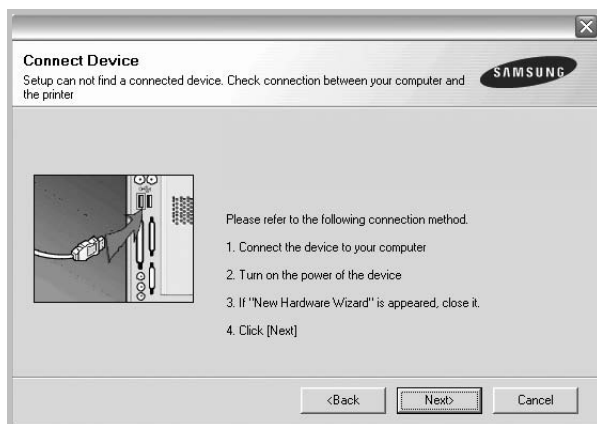 Connect Device
Setup can not find a connected device. Check connection between your computer and
the printer
SAMSUNG
Please refer to the following connection method.
1. Connect the device to your computer
2. Turn on the power of the device
3. If "New Hardware Wizard" is appeared, close it.
4. Click [Next]
<Back
Next>
Cancel